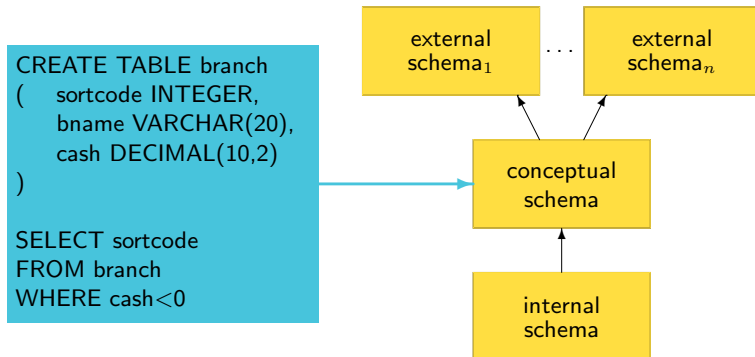 CREATE TABLE branch
( sortcode INTEGER,
bname VARCHAR(20),
cash DECIMAL(10,2)
)
SELECT sortcode
FROM branch
WHERE cash<0
external
schema₁
...
external
schemaₙ
conceptual
schema
internal
schema